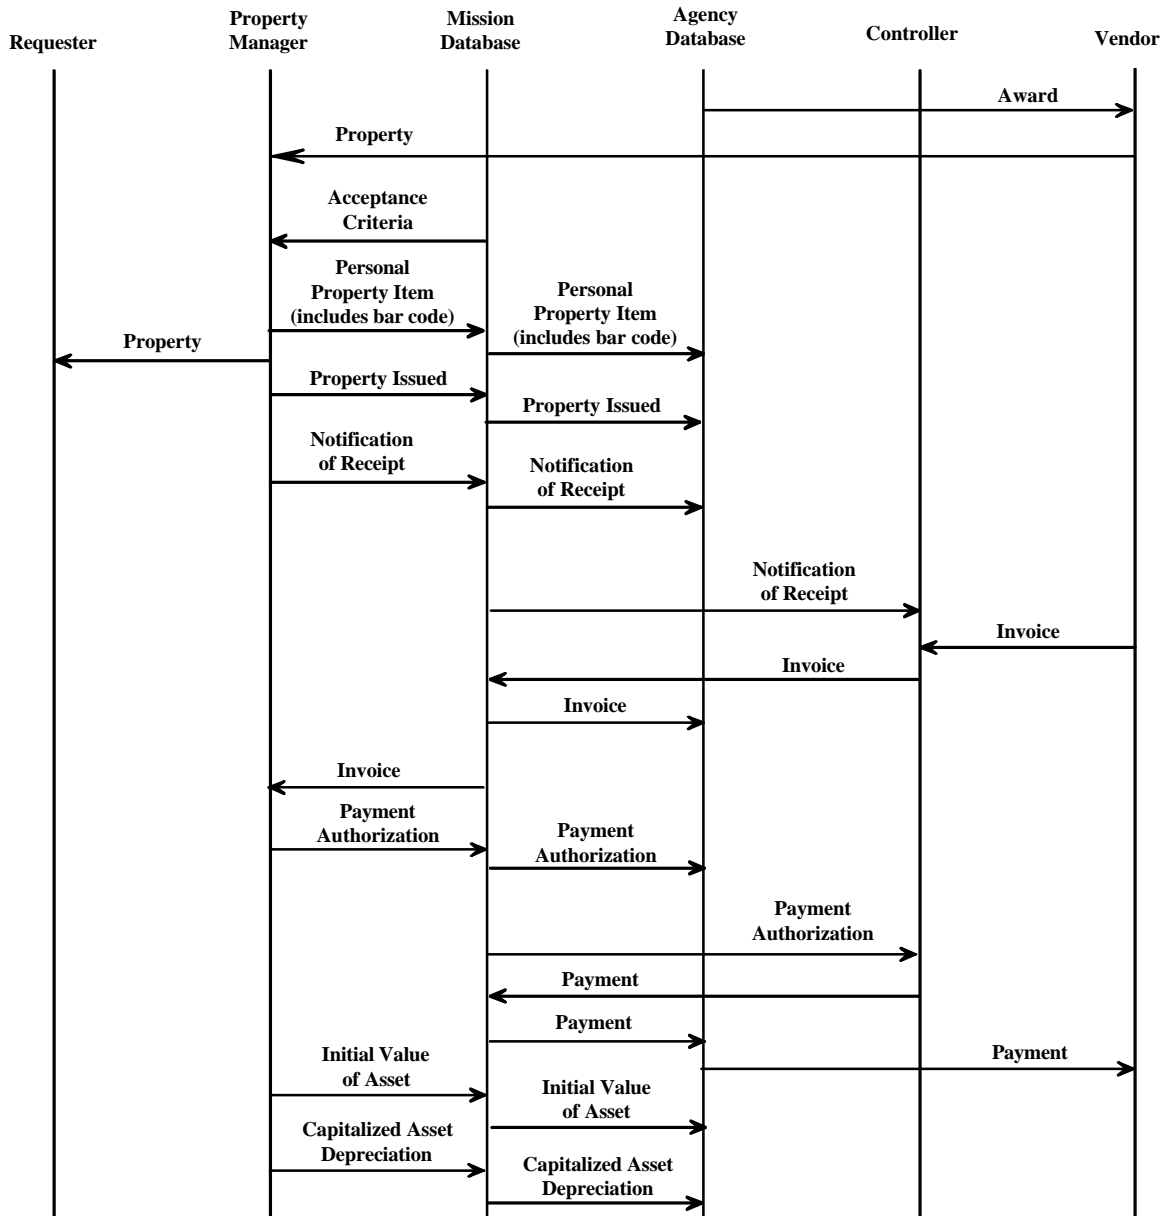 Requester
Property
Manager
Mission
Database
Agency
Database
Controller
Vendor
Award
Property
Acceptance
Criteria
Personal
Property Item
(includes bar code)
Personal
Property Item
(includes bar code)
Property
Property Issued
Property Issued
Notification
of Receipt
Notification
of Receipt
Notification
of Receipt
Invoice
Invoice
Invoice
Invoice
Payment
Authorization
Payment
Authorization
Payment
Authorization
Payment
Payment
Payment
Initial Value
of Asset
Initial Value
of Asset
Capitalized Asset
Depreciation
Capitalized Asset
Depreciation